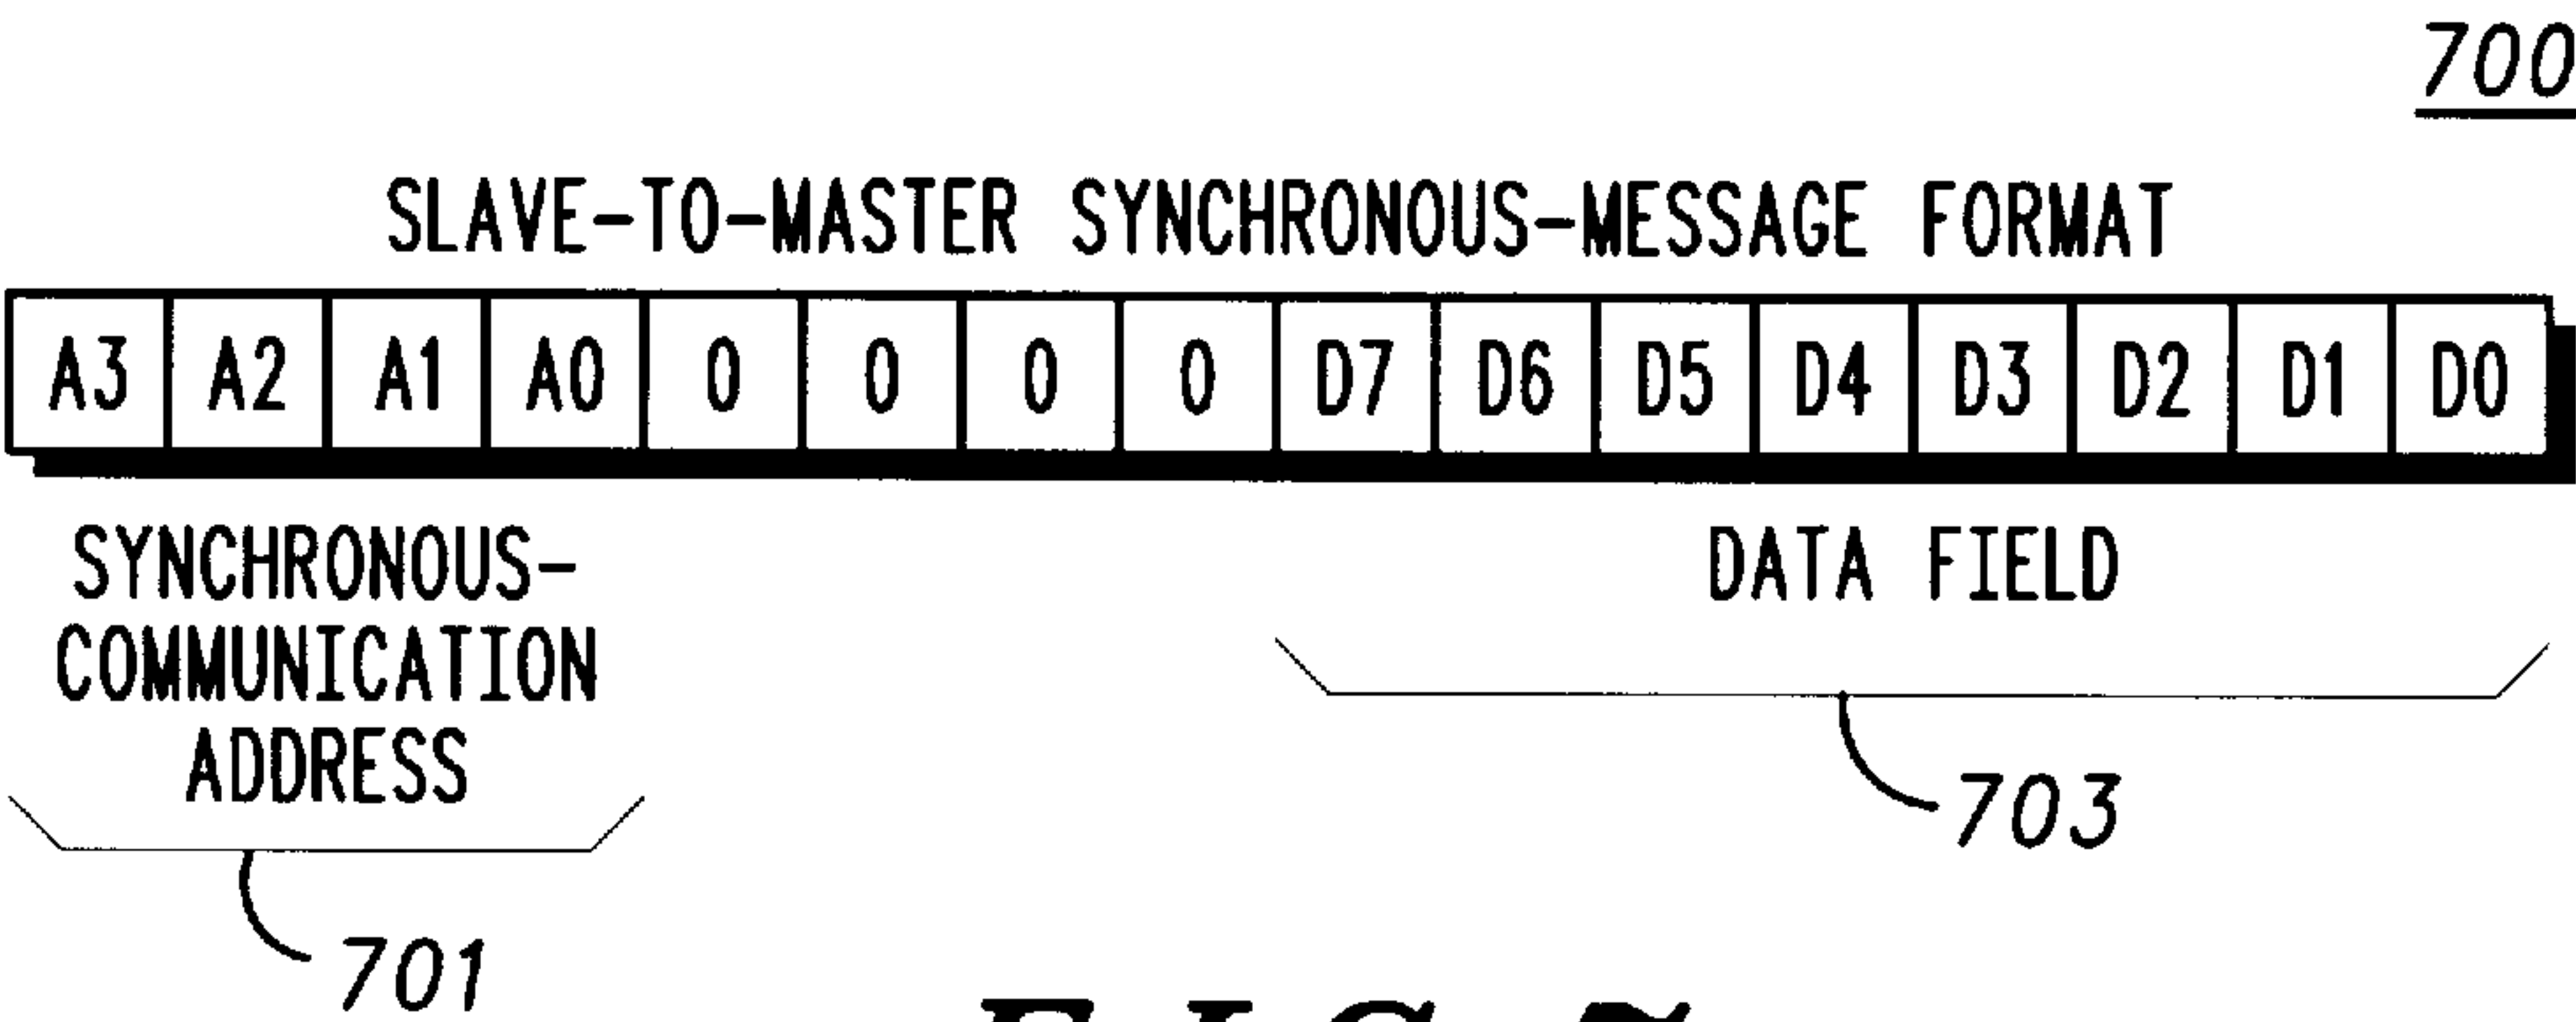 700
SLAVE-TO-MASTER SYNCHRONOUS-MESSAGE FORMAT
A3 A2 A1 A0 0 0 0 0 D7 D6 D5 D4 D3 D2 D1 D0
SYNCHRONOUS-
COMMUNICATION
ADDRESS
DATA FIELD
703
701